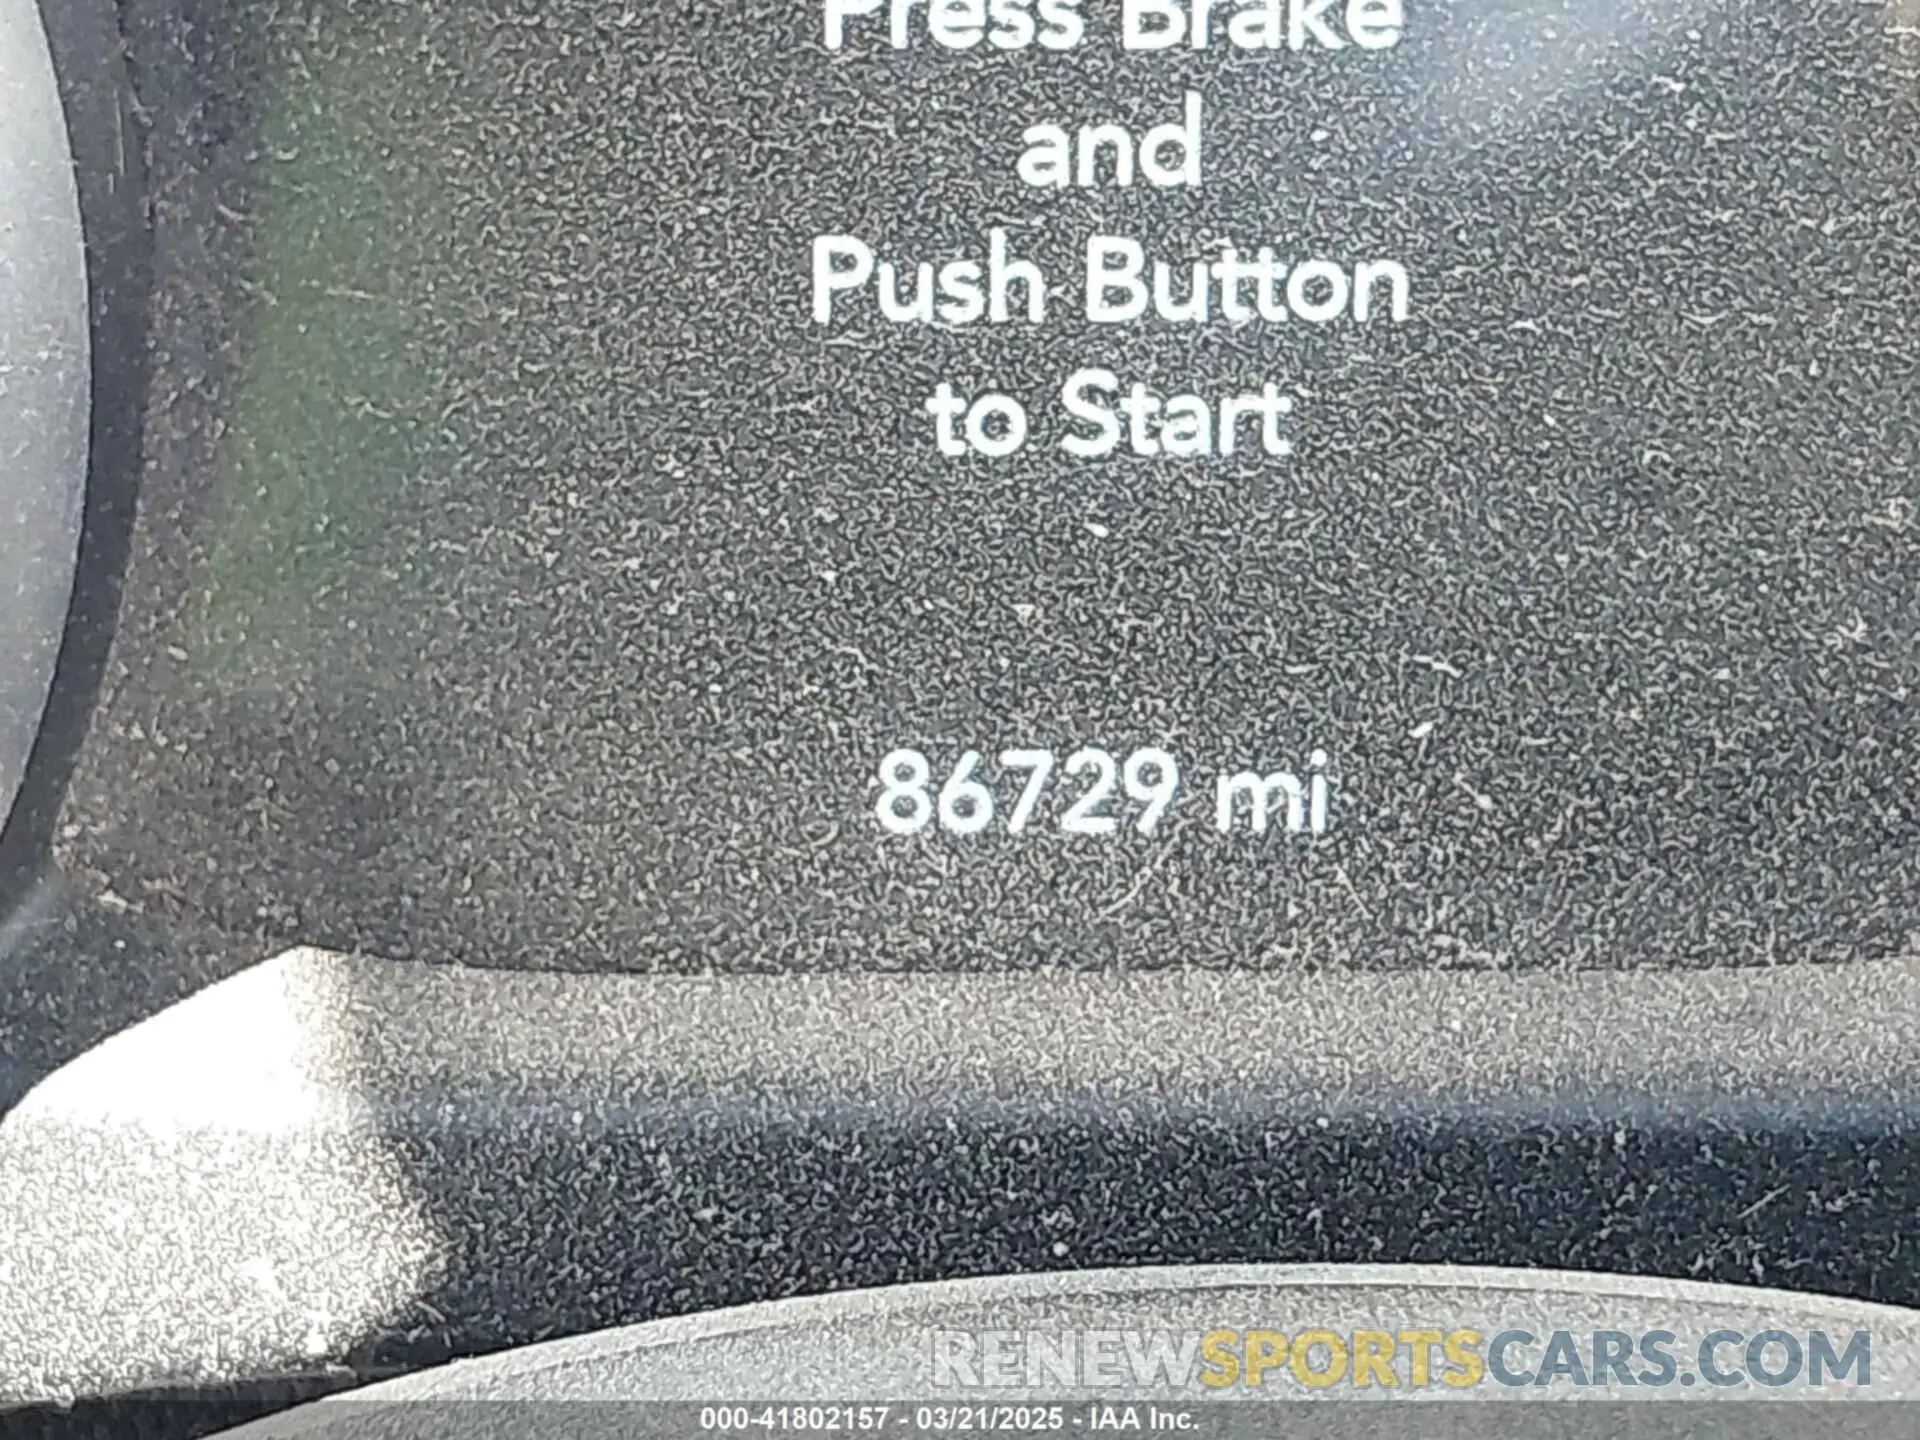 Press Brake
and
Push Button
to Start
86729 mi
RENEWSPORTSCARS.COM
000-41802157 - 03/21/2025 - IAA Inc.